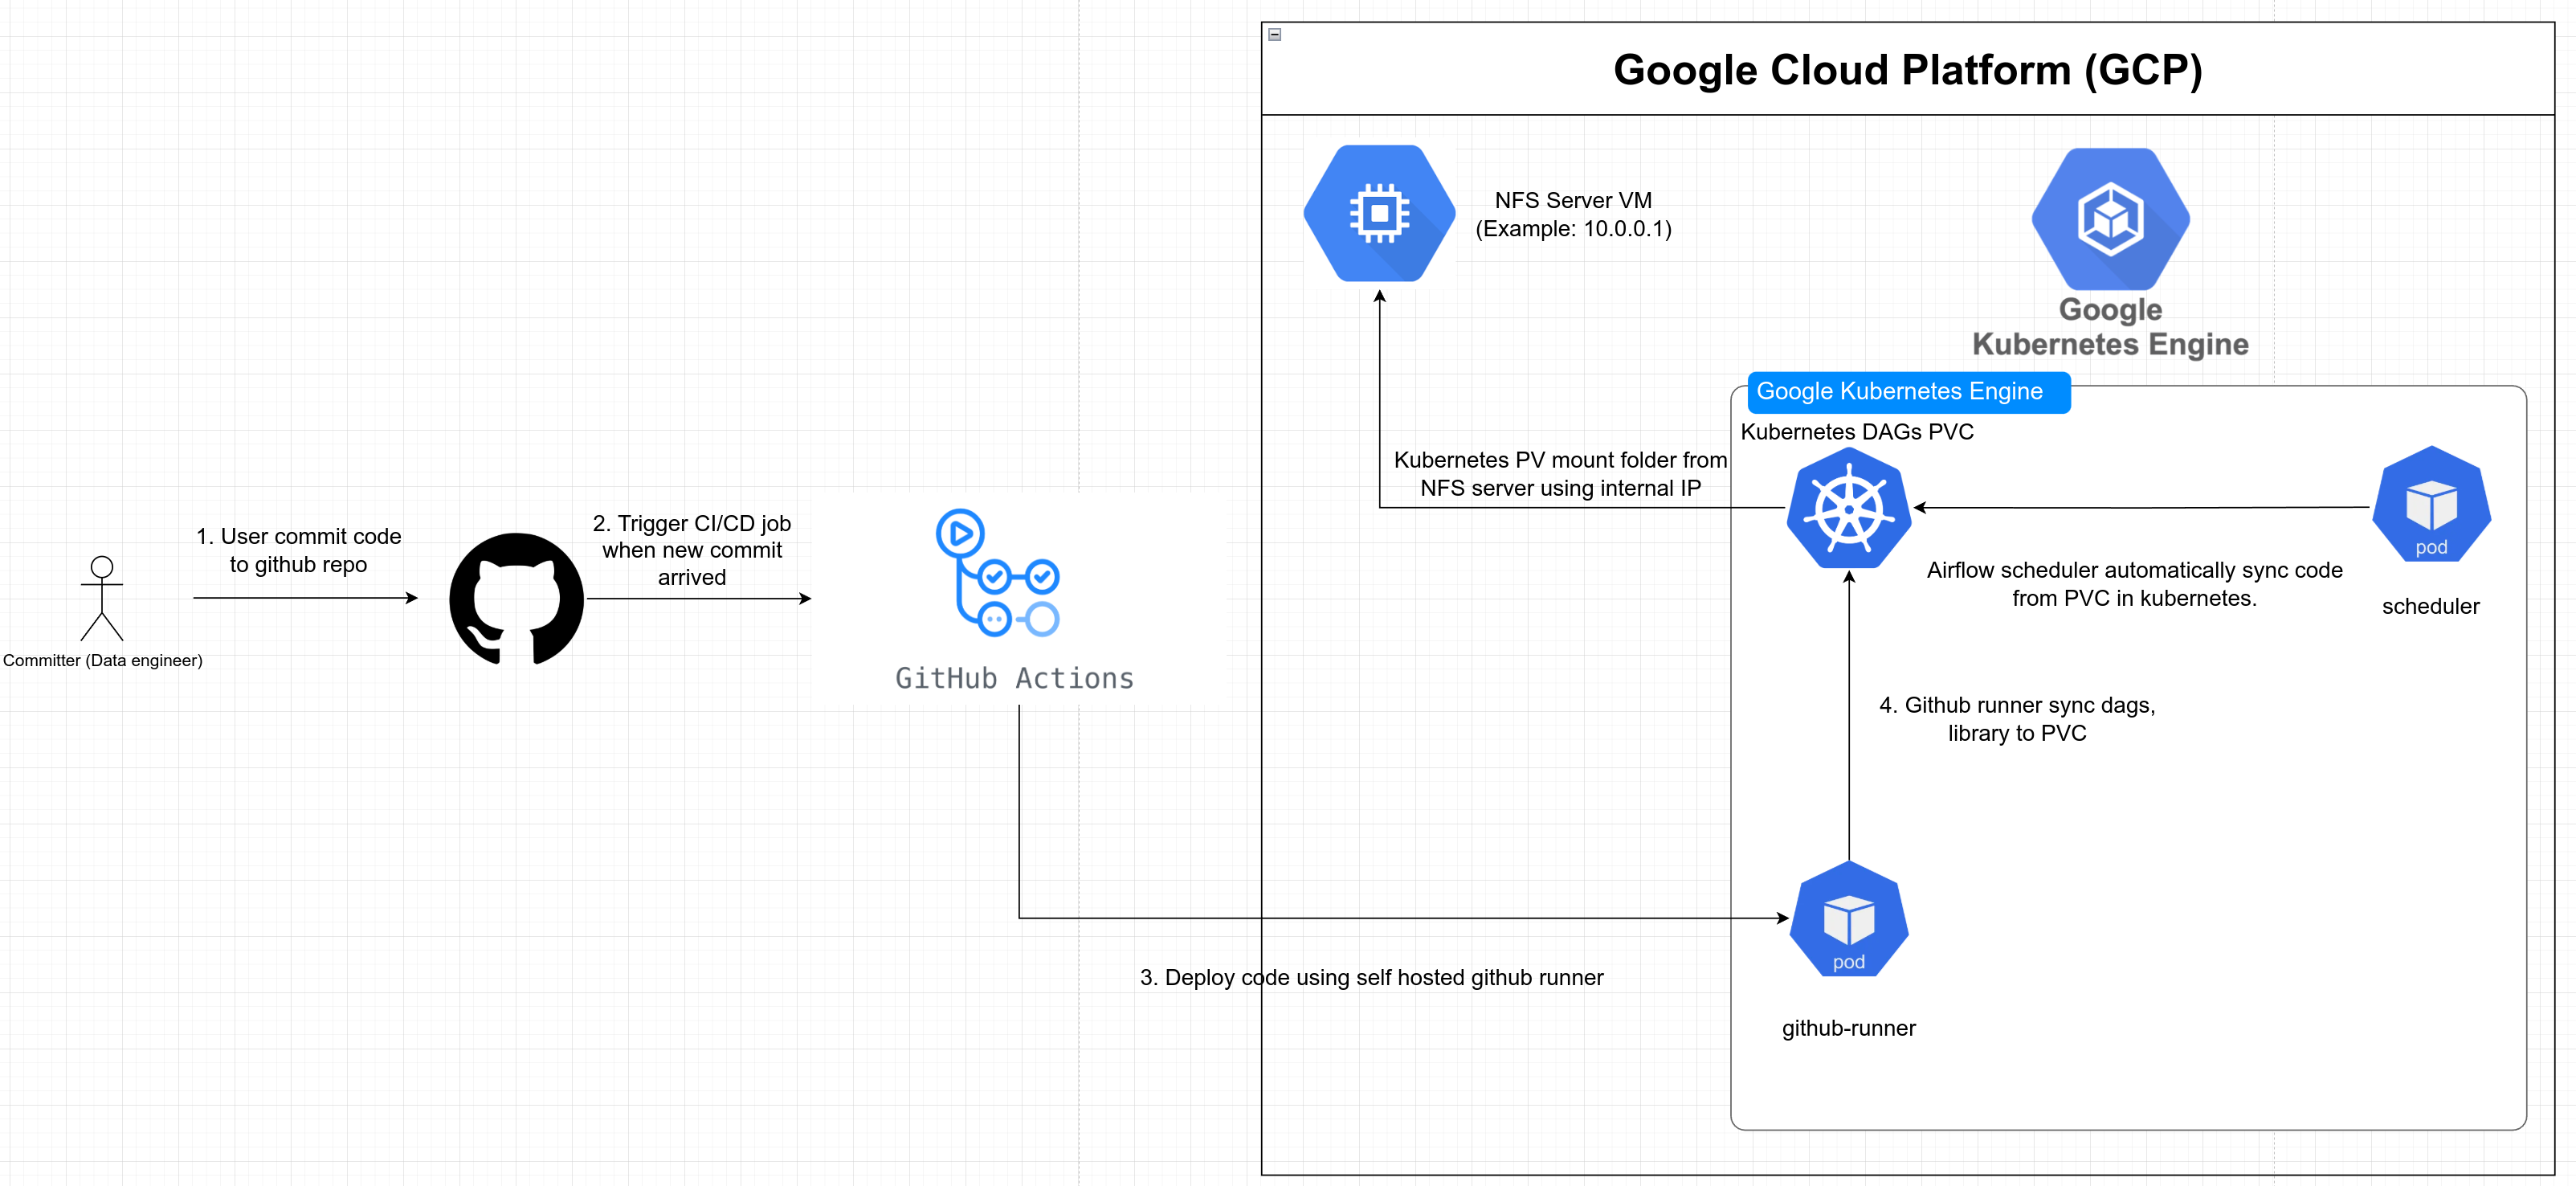 Google Cloud Platform (GCP)
NFS Server VM
(Example: 10.0.0.1)
Google
Kubernetes Engine
Google Kubernetes Engine
Kubernetes DAGs PVC
Kubernetes PV mount folder from
NFS server using internal IP
pod
scheduler
Airflow scheduler automatically sync code
from PVC in kubernetes.
1. User commit code
to github repo
2. Trigger CI/CD job
when new commit
arrived
Committer (Data engineer)
GitHub Actions
4. Github runner sync dags,
library to PVC
3. Deploy code using self hosted github runner
pod
github-runner